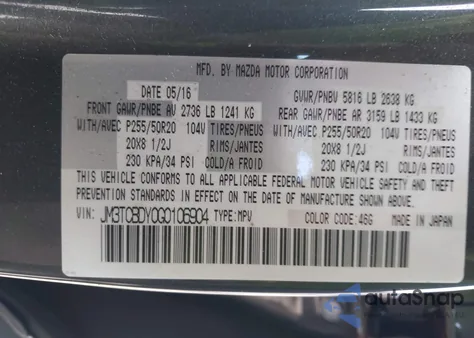 MFD. BY MAZDA MOTOR CORPORATION
DATE 05/16
GVWR/PNBV 5816 LB 2638 KG
FRONT GAWR/PNBE AV 2736 LB 1241 KG
REAR GAWR/PNBE AR 3159 LB 1433 KG
WITH/AVEC P255/50R20 104V TIRES/PNEUS
WITH/AVEC P255/50R20 104V TIRES/PNEUS
20X8 1/2J RIMS/JANTES
20X8 1/2J RIMS/JANTES
230 KPA/34 PSI COLD/A FROID
230 KPA/34 PSI COLD/A FROID
THIS VEHICLE CONFORMS TO ALL APPLICABLE FEDERAL MOTOR VEHICLE SAFETY AND THEFT
PREVENTION STANDARDS IN EFFECT ON THE DATE OF MANUFACTURE SHOWN ABOVE.
VIN: JM3TCBDY0G0106904 TYPE:MPV COLOR CODE:46G MADE IN JAPAN
autoSnap